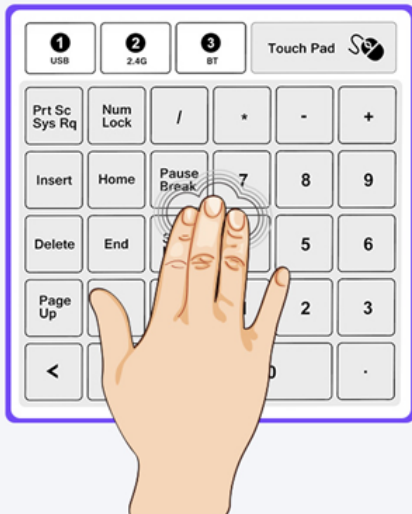 1 2 3 Touch Pad
USB 2.4G BT
Prt Sc Num / * - +
Sys Rq Lock
Insert Home Pause 7 8 9
Break
Delete End 5 6
Page 2 3
Up
< .